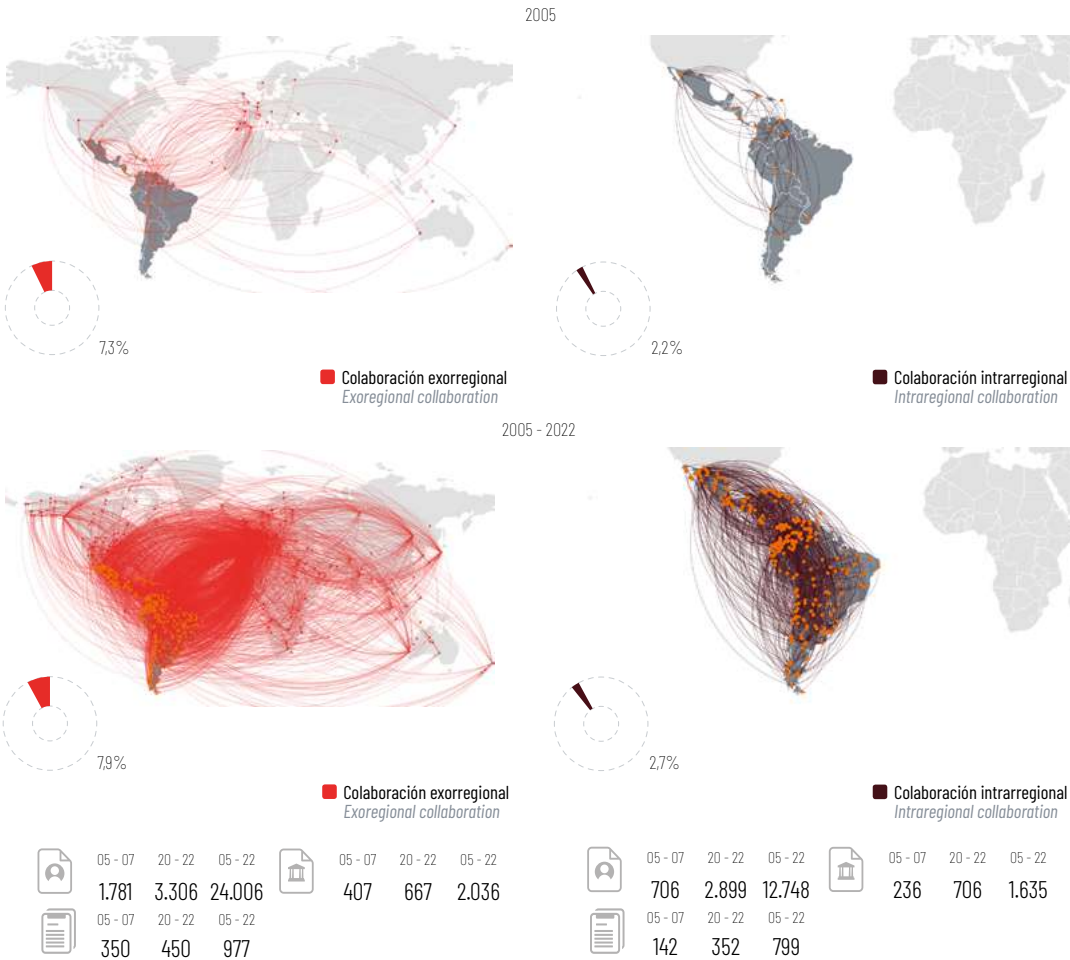 2005
7,3%
2,2%
Colaboración exorregional
Exoregional collaboration
Colaboración intrarregional
Intraregional collaboration
2005 - 2022
7,9%
2,7%
Colaboración exorregional
Exoregional collaboration
Colaboración intrarregional
Intraregional collaboration
05 - 07 20 - 22 05 - 22
1.781 3.306 24.006
05 - 07 20 - 22 05 - 22
407 667 2.036
05 - 07 20 - 22 05 - 22
350 450 977
05 - 07 20 - 22 05 - 22
706 2.899 12.748
05 - 07 20 - 22 05 - 22
236 706 1.635
05 - 07 20 - 22 05 - 22
142 352 799